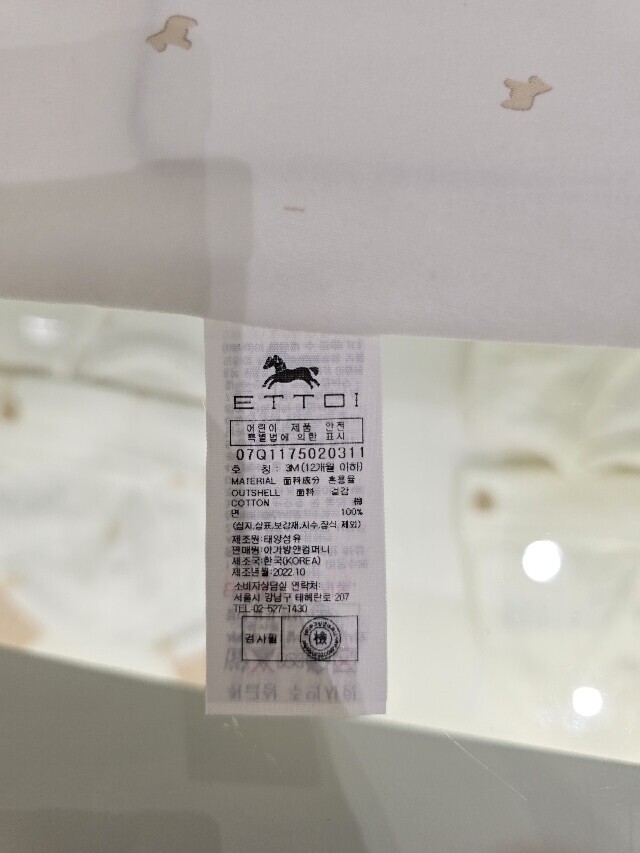 ETTOI
어린이 제품 안전
특별법에 의한 표시
07Q1175020311
호 칭 : 3M(12개월 이하)
MATERIAL 面料成分 혼용율
OUTSHELL 面料 겉감
COTTON 棉
면 100%
(심지,상표,보강재,시수,장식 제외)
제조원:태양섬유
판매원:아가방앤컴퍼니
제조국:한국(KOREA)
제조년월:2022.10
소비자상담실 연락처:
서울시 강남구 테헤란로 207
TEL.02-527-1430
검사필 檢